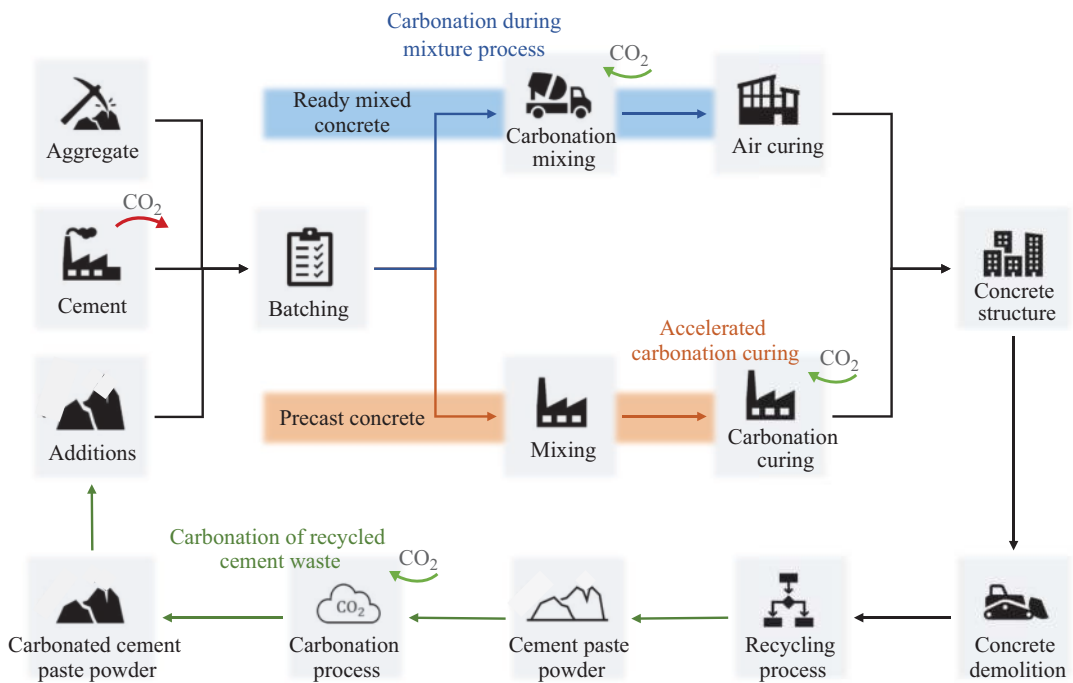 Carbonation during
mixture process
CO2
Ready mixed
concrete
Aggregate
Carbonation
mixing
Air curing
CO2
Cement
Batching
Concrete
structure
Accelerated
carbonation curing
CO2
Precast concrete
Additions
Mixing
Carbonation
curing
Carbonation of recycled
cement waste
CO2
CO2
Carbonated cement
paste powder
Carbonation
process
Cement paste
powder
Recycling
process
Concrete
demolition